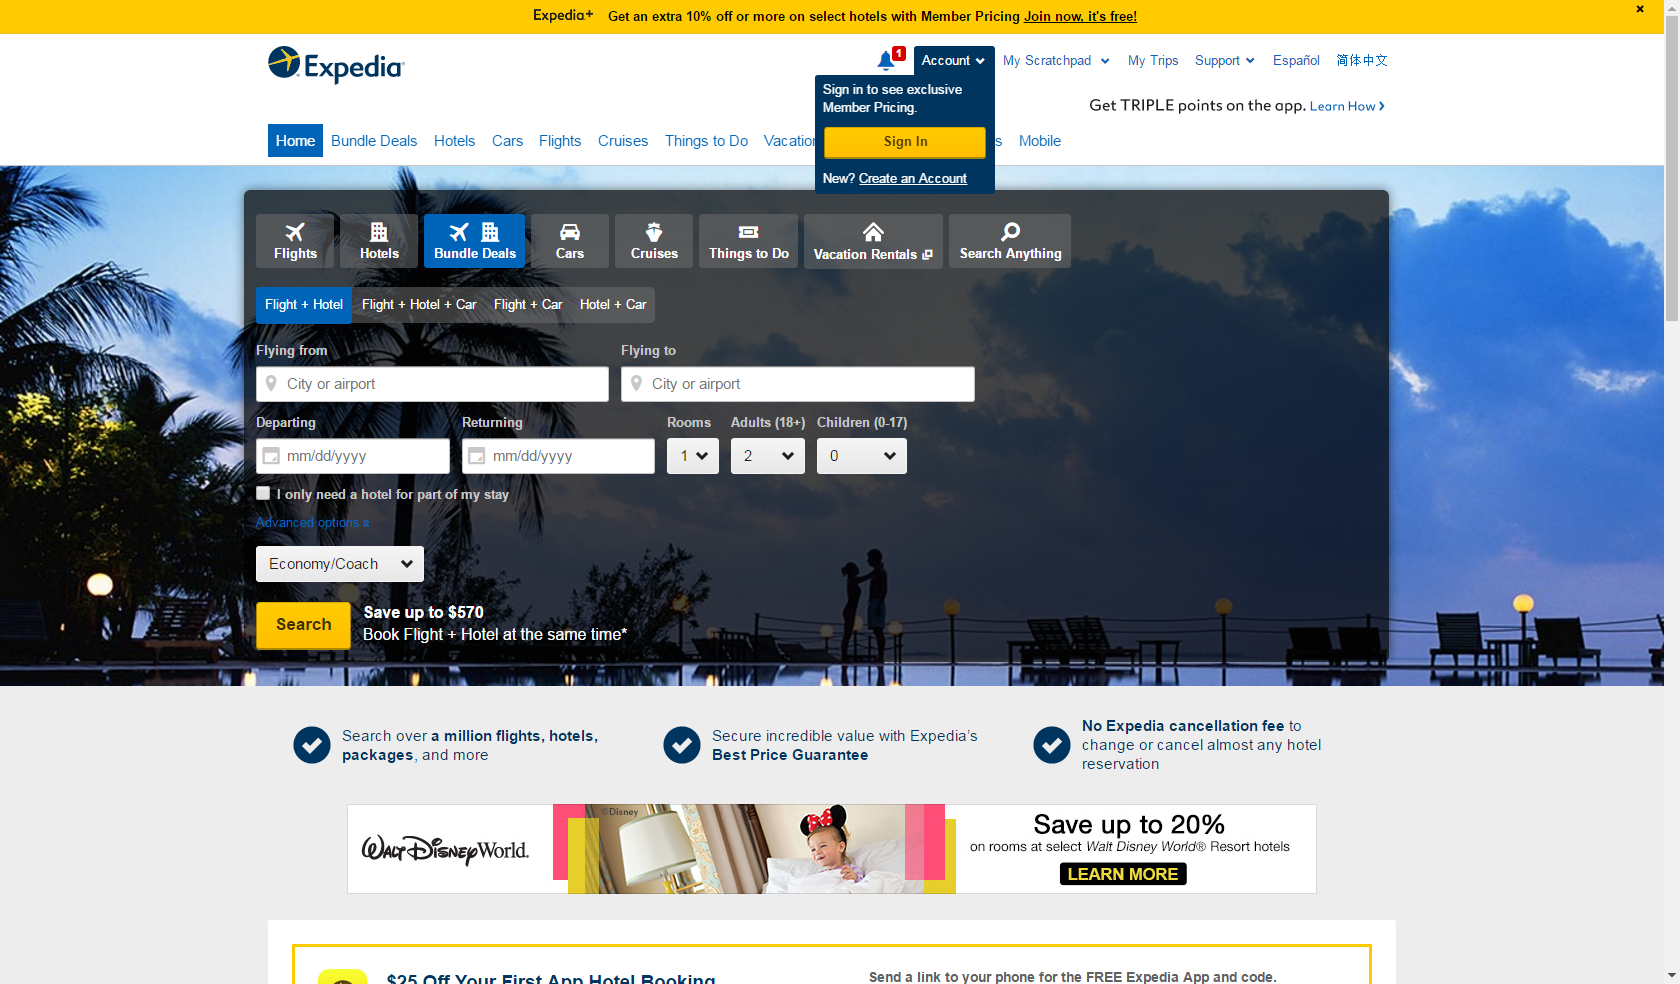 Expedia+ Get an extra 10% off or more on select hotels with Member Pricing Join now, it's free!
Expedia
1 Account My Scratchpad My Trips Support Español 简体中文
Sign in to see exclusive
Member Pricing.
Get TRIPLE points on the app. Learn How
Sign In
New? Create an Account
Home Bundle Deals Hotels Cars Flights Cruises Things to Do Mobile
Flights Hotels Bundle Deals Cars Cruises Things to Do Vacation Rentals Search Anything
Flight + Hotel Flight + Hotel + Car Flight + Car Hotel + Car
Flying from Flying to
City or airport City or airport
Departing Returning Rooms Adults (18+) Children (0-17)
mm/dd/yyyy mm/dd/yyyy 1 2 0
I only need a hotel for part of my stay
Advanced options
Economy/Coach
Search
Save up to $570
Book Flight + Hotel at the same time*
Search over a million flights, hotels,
packages, and more
Secure incredible value with Expedia's
Best Price Guarantee
No Expedia cancellation fee to
change or cancel almost any hotel
reservation
©Disney
Walt Disney World.
Save up to 20%
on rooms at select Walt Disney World® Resort hotels
LEARN MORE
$25 Off Your First App Hotel Booking
Send a link to your phone for the FREE Expedia App and code.